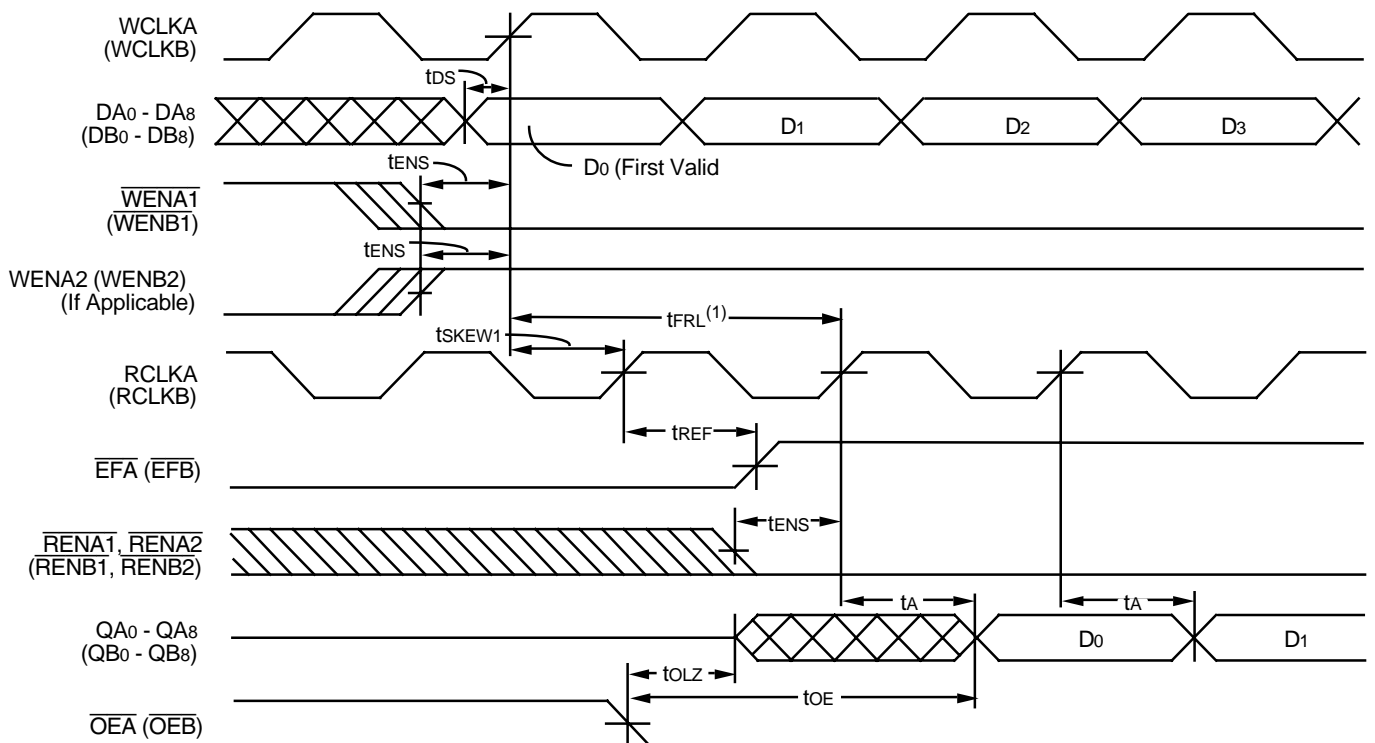 WCLKA
(WCLKB)
tDS
DA0 - DA8
(DB0 - DB8)
D1
D2
D3
tENS
D0 (First Valid
WENA1
(WENB1)
tENS
WENA2 (WENB2)
(If Applicable)
tFRL(1)
tSKEW1
RCLKA
(RCLKB)
tREF
EFA (EFB)
tENS
RENA1, RENA2
(RENB1, RENB2)
tA
tA
QA0 - QA8
(QB0 - QB8)
D0
D1
tOLZ
tOE
OEA (OEB)